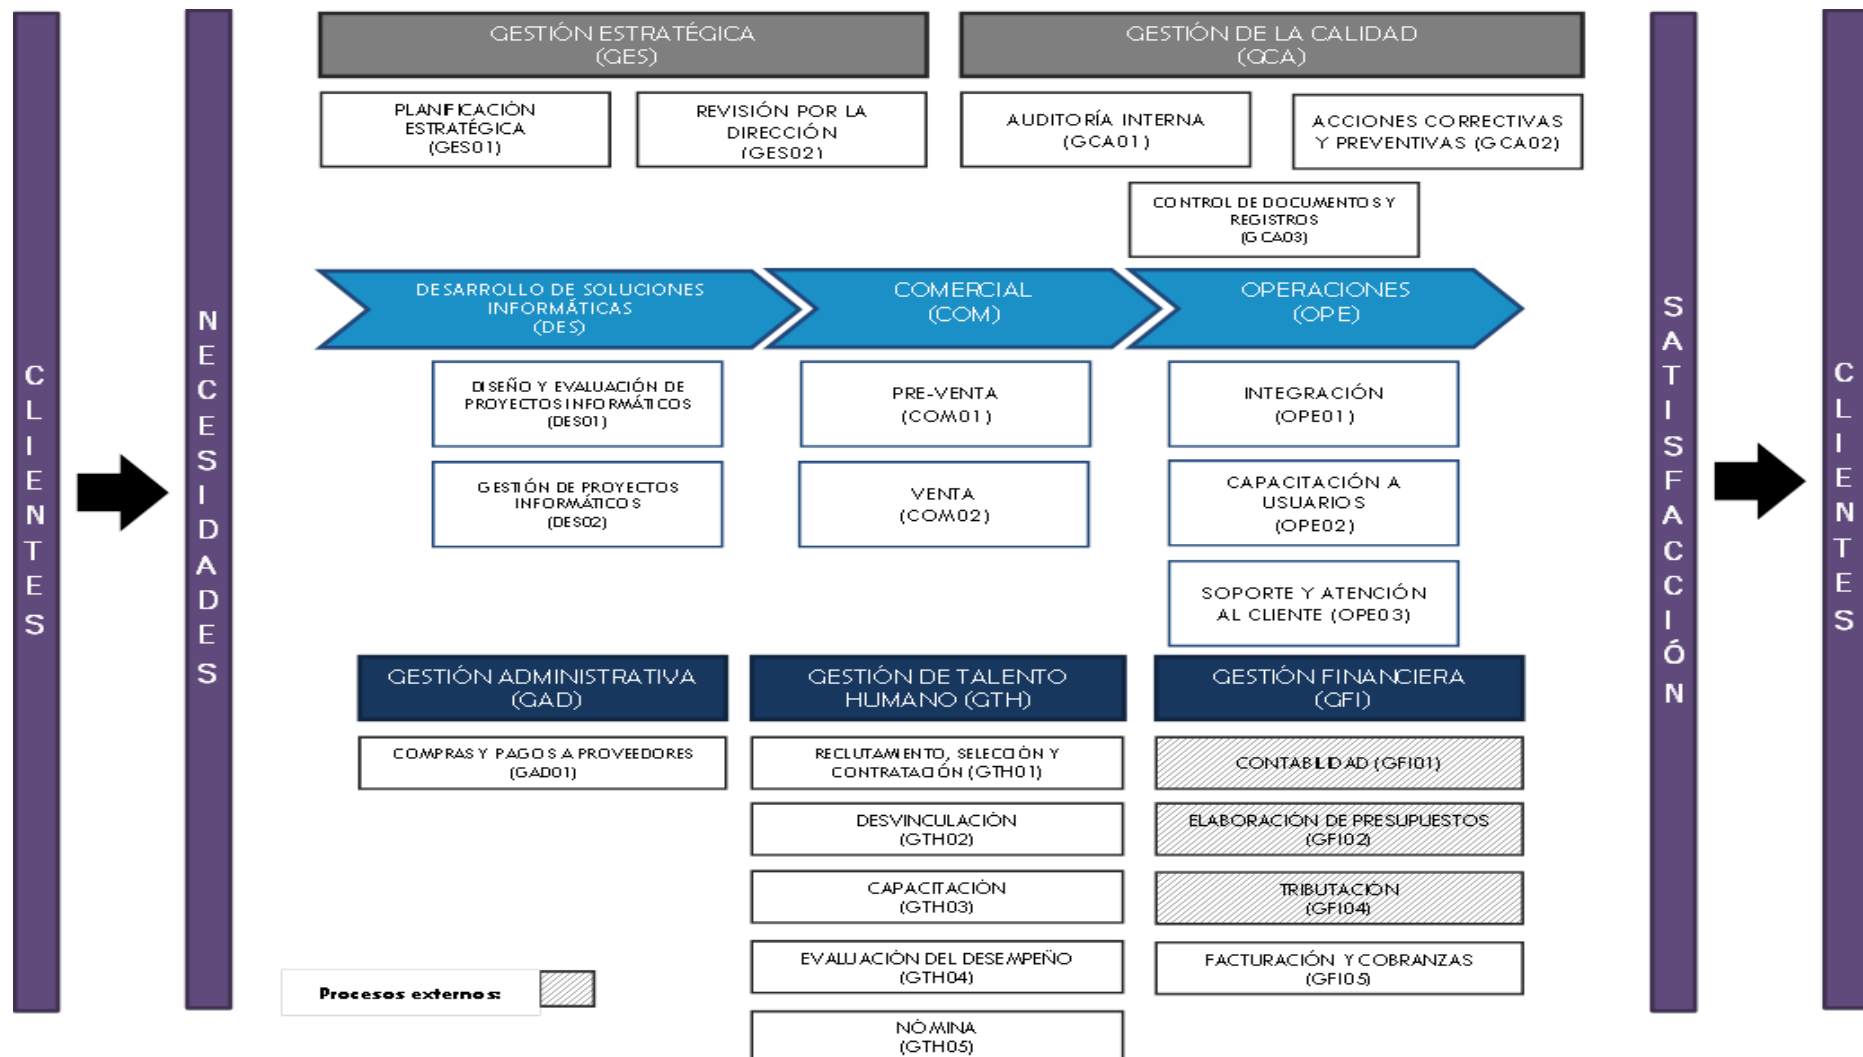 CLIENTES
NECESIDADES
GESTIÓN ESTRATÉGICA
(GES)
GESTIÓN DE LA CALIDAD
(GCA)
PLANIFICACIÓN
ESTRATÉGICA
(GES01)
REVISIÓN POR LA
DIRECCIÓN
(GES02)
AUDITORÍA INTERNA
(GCA01)
ACCIONES CORRECTIVAS
Y PREVENTIVAS (GCA02)
CONTROL DE DOCUMENTOS Y
REGISTROS
(GCA03)
DESARROLLO DE SOLUCIONES
INFORMÁTICAS
(DES)
COMERCIAL
(COM)
OPERACIONES
(OPE)
DISEÑO Y EVALUACIÓN DE
PROYECTOS INFORMÁTICOS
(DES01)
PRE-VENTA
(COM01)
INTEGRACIÓN
(OPE01)
GESTIÓN DE PROYECTOS
INFORMÁTICOS
(DES02)
VENTA
(COM02)
CAPACITACIÓN A
USUARIOS
(OPE02)
SOPORTE Y ATENCIÓN
AL CLIENTE (OPE03)
GESTIÓN ADMINISTRATIVA
(GAD)
GESTIÓN DE TALENTO
HUMANO (GTH)
GESTIÓN FINANCIERA
(GFI)
COMPRAS Y PAGOS A PROVEEDORES
(GAD01)
RECLUTAMIENTO, SELECCIÓN Y
CONTRATACIÓN (GTH01)
CONTABILIDAD (GFI01)
DESVINCULACIÓN
(GTH02)
ELABORACIÓN DE PRESUPUESTOS
(GFI02)
CAPACITACIÓN
(GTH03)
TRIBUTACIÓN
(GFI04)
EVALUACIÓN DEL DESEMPEÑO
(GTH04)
FACTURACIÓN Y COBRANZAS
(GFI05)
NÓMINA
(GTH05)
Procesos externos:
SATISFACCIÓN
CLIENTES